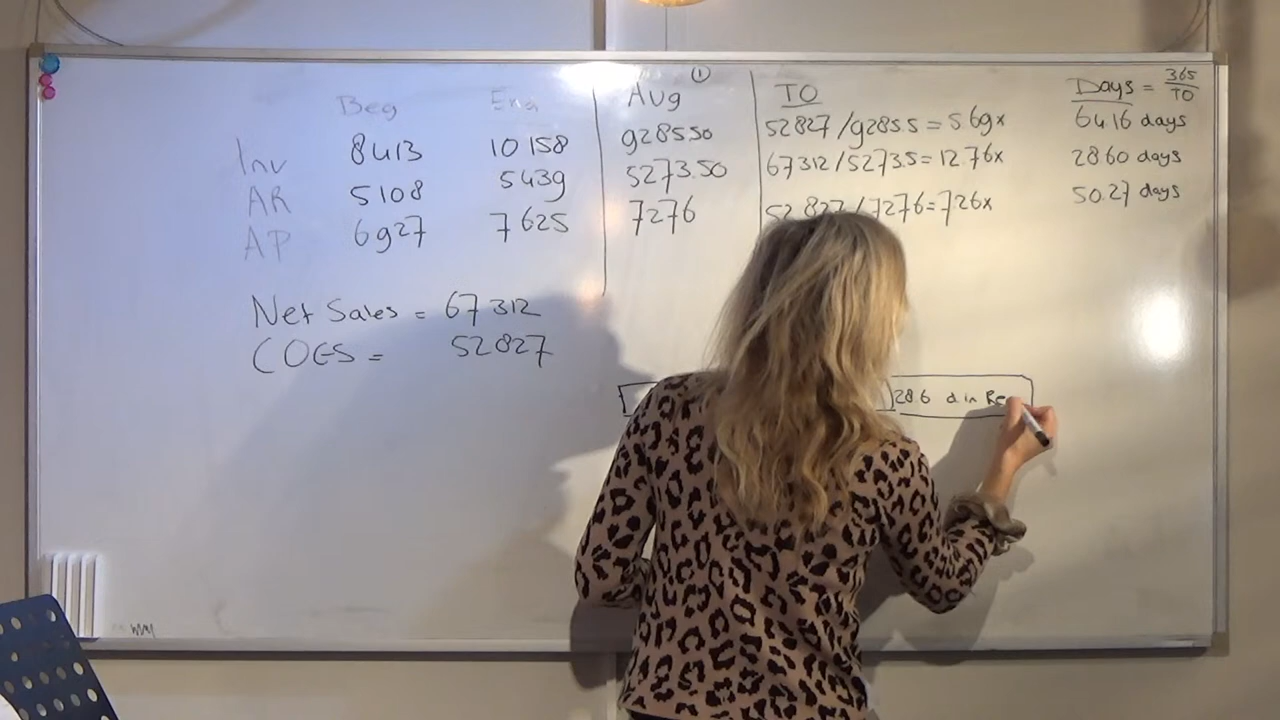 ①
Beg End Avg TO Days = 365/TO
Inv 8413 10158 9285.50 52827/9285.5 = 5.69x 64.16 days
AR 5108 5439 5273.50 67312/5273.5 = 12.76x 28.60 days
AP 6927 7625 7276 52827/7276 = 7.26x 50.27 days
Net Sales = 67312
COGS = 52827
28.6 d in Re